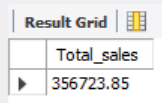 Result Grid
Total_sales
356723.85